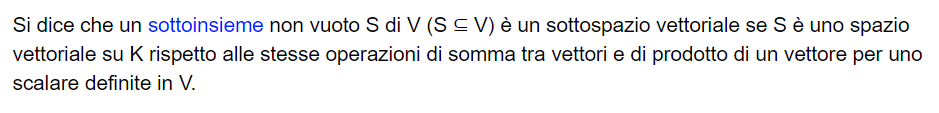 Si dice che un sottoinsieme non vuoto S di V (S ⊆ V) è un sottospazio vettoriale se S è uno spazio
vettoriale su K rispetto alle stesse operazioni di somma tra vettori e di prodotto di un vettore per uno
scalare definite in V.